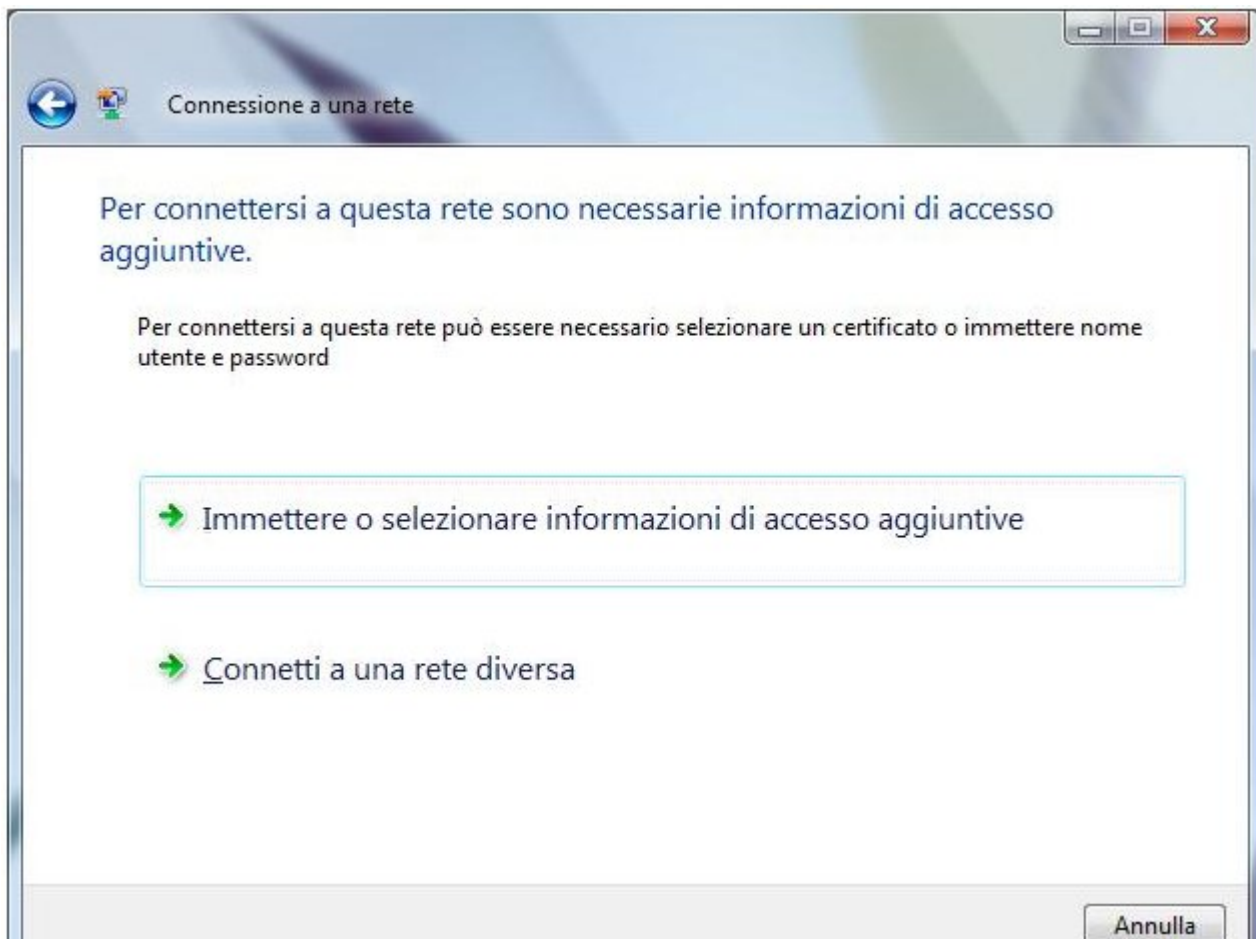 Connessione a una rete
Per connettersi a questa rete sono necessarie informazioni di accesso
aggiuntive.
Per connettersi a questa rete può essere necessario selezionare un certificato o immettere nome
utente e password
Immettere o selezionare informazioni di accesso aggiuntive
Connetti a una rete diversa
Annulla